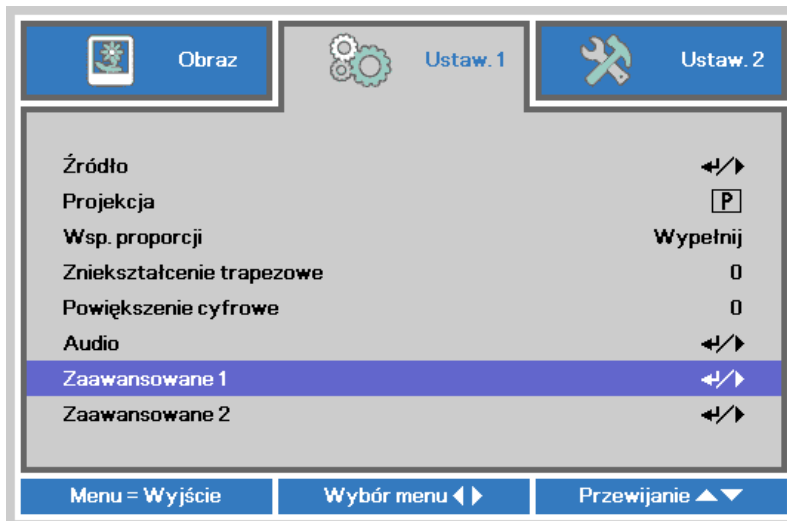 Obraz
Ustaw. 1
Ustaw. 2
Źródło
Projekcja P
Wsp. proporcji Wypełnij
Zniekształcenie trapezowe 0
Powiększenie cyfrowe 0
Audio
Zaawansowane 1
Zaawansowane 2
Menu = Wyjście
Wybór menu
Przewijanie